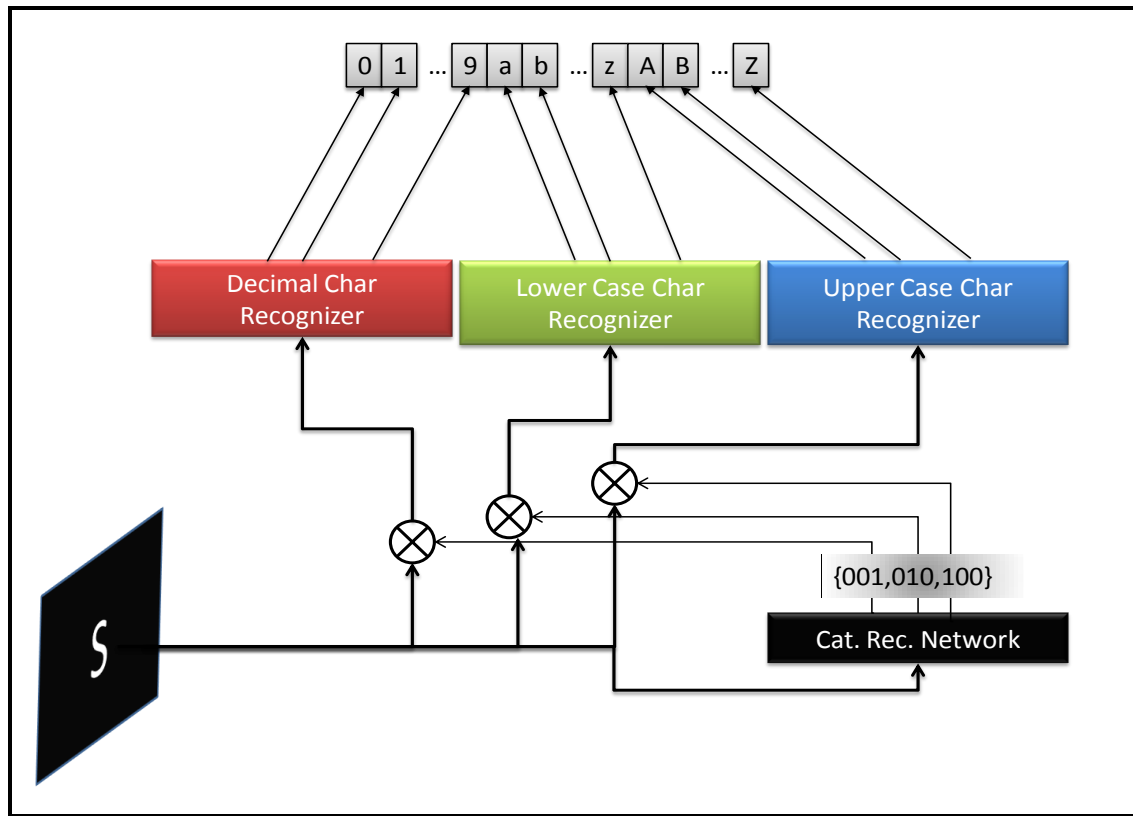 0 1 ... 9 a b ... z A B ... Z
Decimal Char
Recognizer
Lower Case Char
Recognizer
Upper Case Char
Recognizer
{001,010,100}
Cat. Rec. Network
S